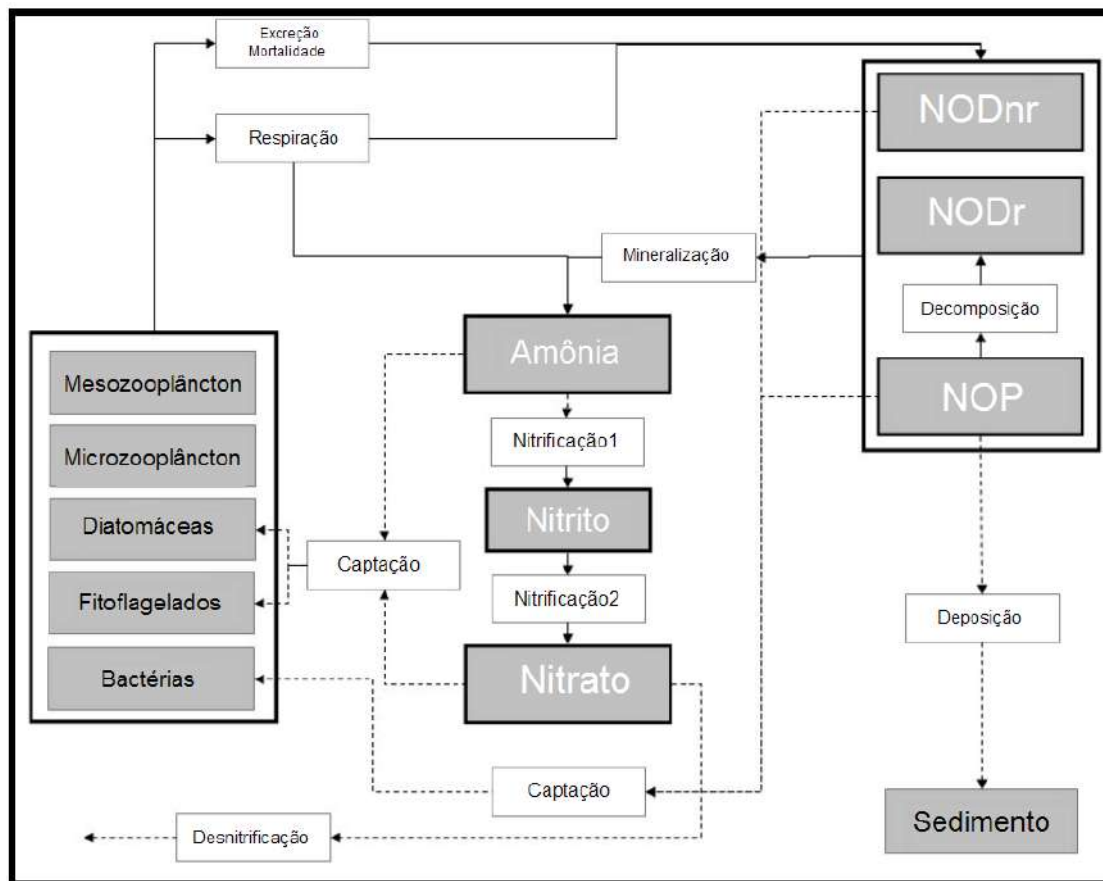 Excreção
Mortalidade
NODnr
Respiração
NODr
Mineralização
Decomposição
Amônia
Mesozooplâncton
NOP
Nitrificação1
Microzooplâncton
Nitrito
Diatomáceas
Captação
Fitoflagelados
Nitrificação2
Deposição
Bactérias
Nitrato
Captação
Sedimento
Desnitrificação